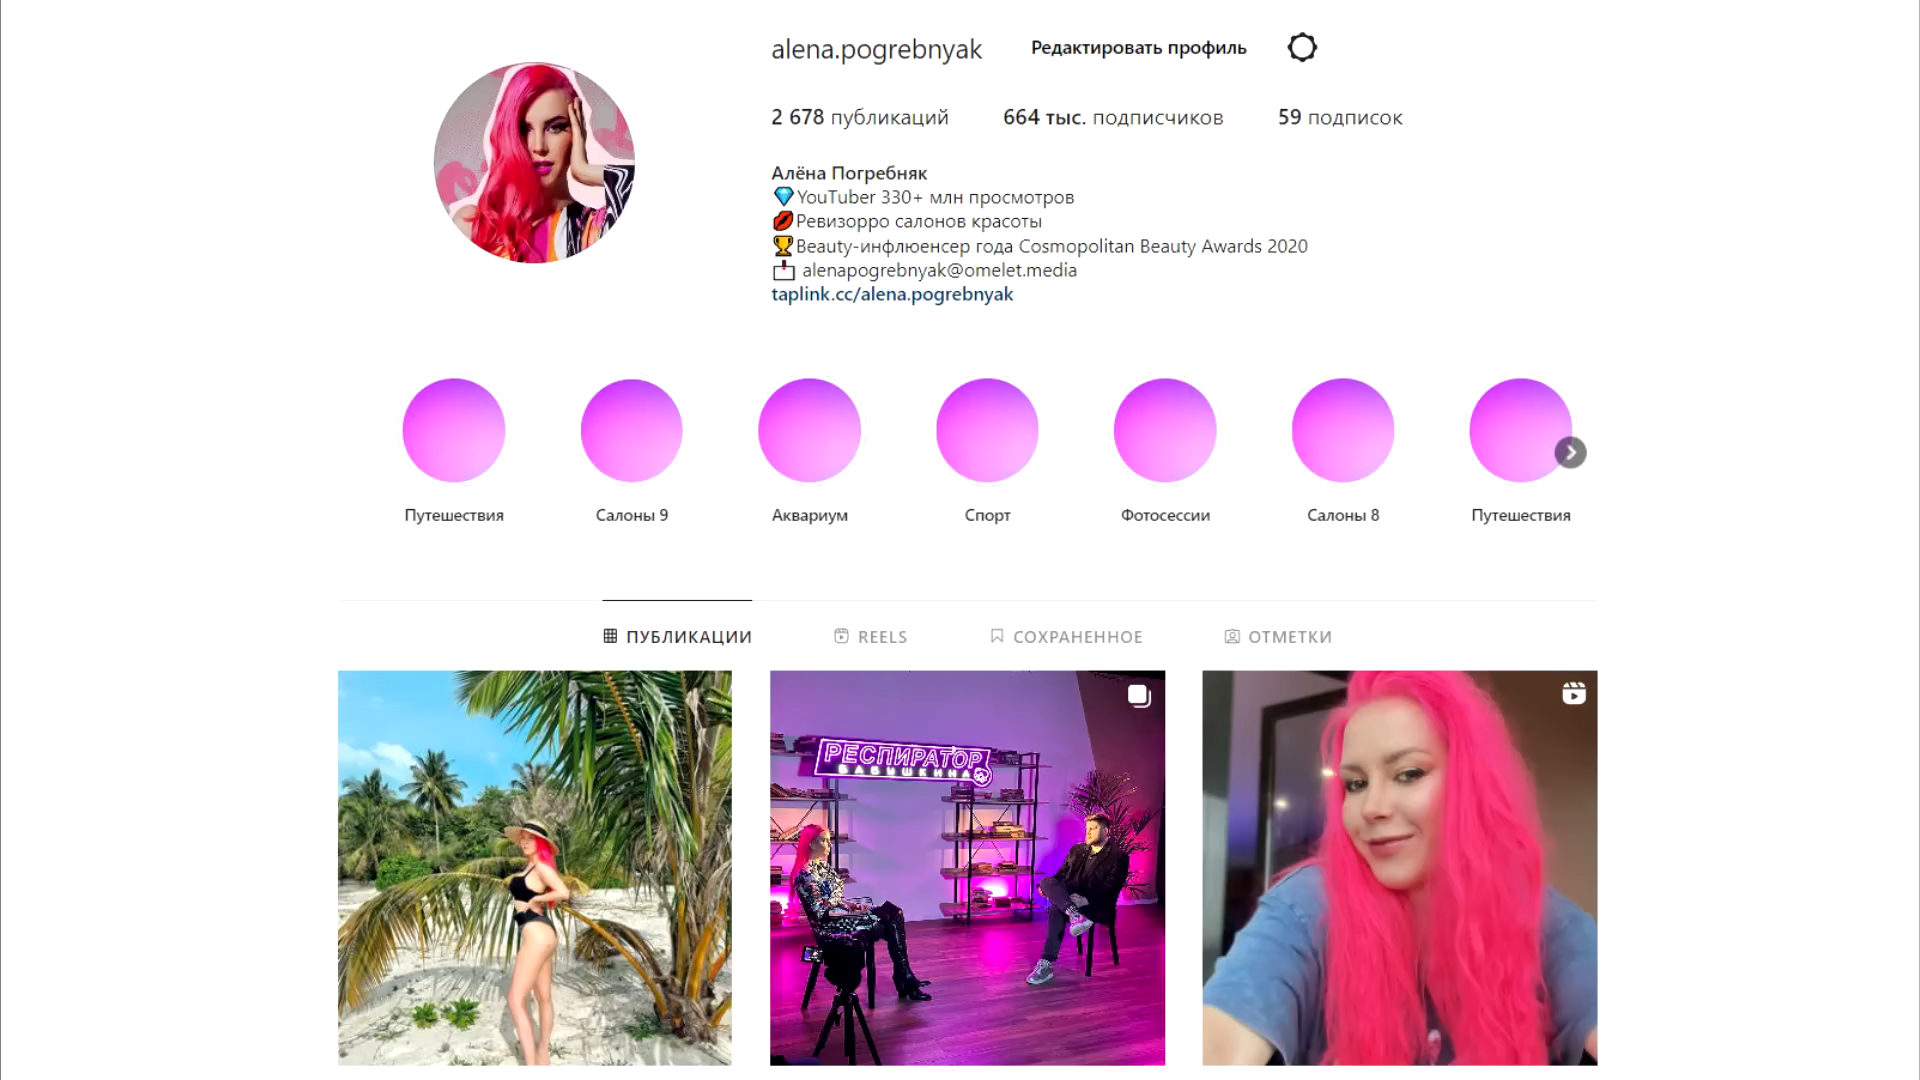 alena.pogrebnyak Редактировать профиль
2 678 публикаций 664 тыс. подписчиков 59 подписок
Алёна Погребняк
YouTuber 330+ млн просмотров
Ревизорро салонов красоты
Beauty-инфлюенсер года Cosmopolitan Beauty Awards 2020
alenapogrebnyak@omelet.media
taplink.cc/alena.pogrebnyak
Путешествия Салоны 9 Аквариум Спорт Фотосессии Салоны 8 Путешествия
ПУБЛИКАЦИИ REELS СОХРАНЕННОЕ ОТМЕТКИ
РЕСПИРАТОР
БАБУШКИНА